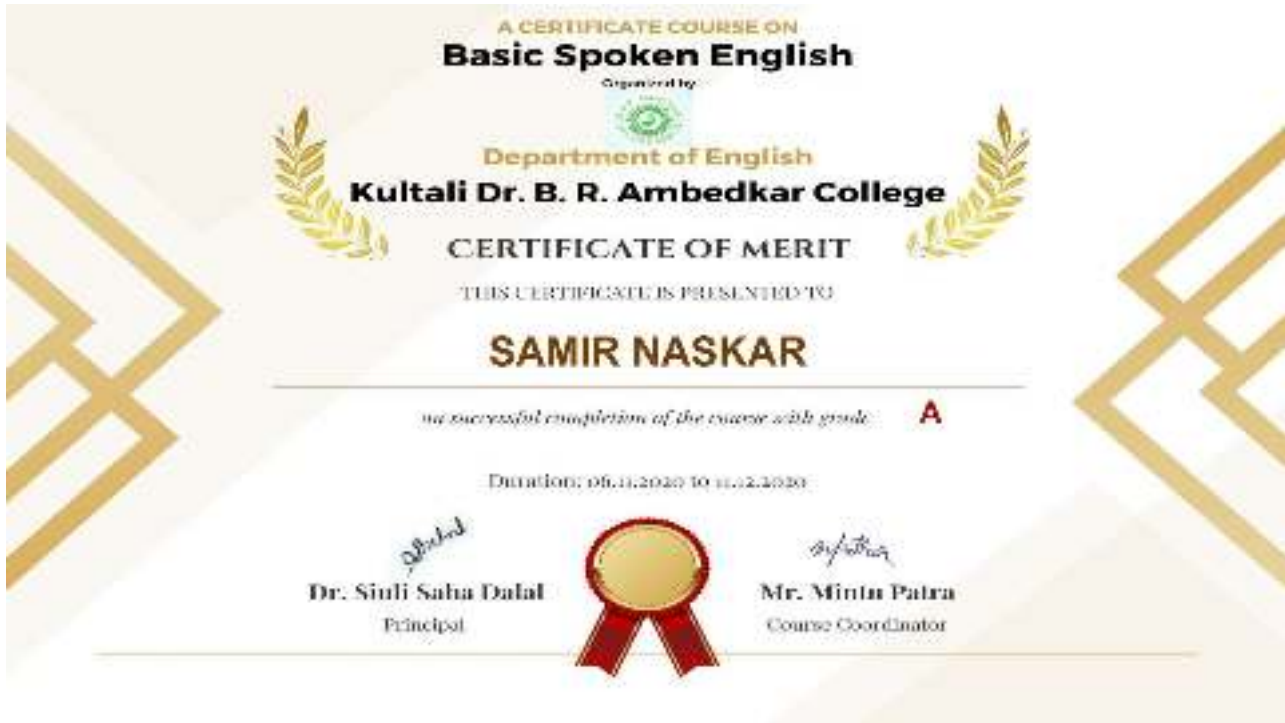 A CERTIFICATE COURSE ON
Basic Spoken English
Organized by
Department of English
Kultali Dr. B. R. Ambedkar College
CERTIFICATE OF MERIT
THIS CERTIFICATE IS PRESENTED TO
SAMIR NASKAR
on successful completion of the course with grade A
Duration: 06.11.2020 to 11.12.2020
Dr. Siuli Saha Dalal Mr. Mintu Patra
Principal Course Coordinator